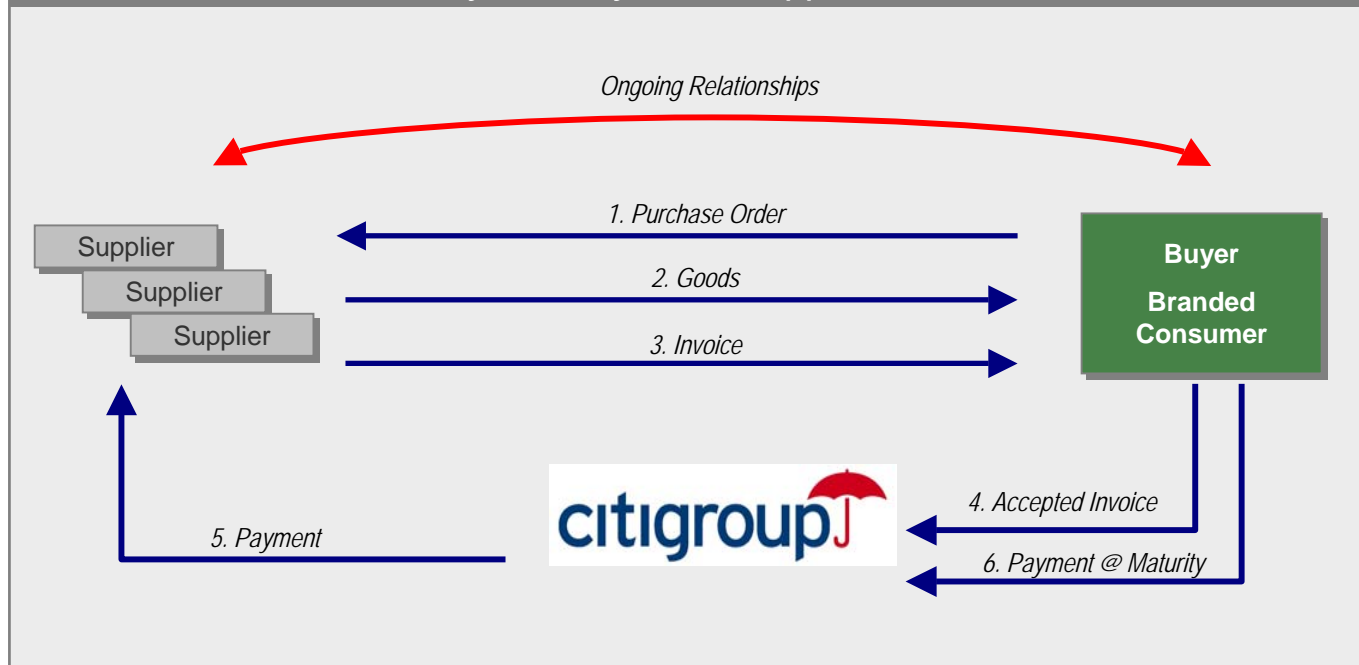 Ongoing Relationships
1. Purchase Order
Supplier
Supplier
Supplier
2. Goods
3. Invoice
Buyer
Branded
Consumer
citigroup
4. Accepted Invoice
5. Payment
6. Payment @ Maturity